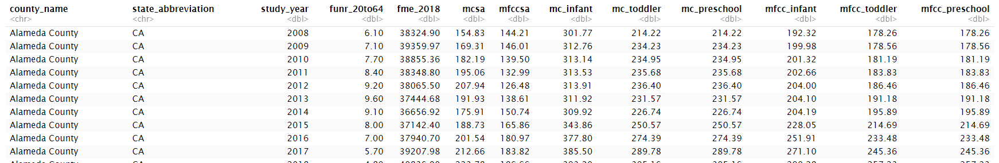 county_name state_abbreviation study_year funr_20to64 fme_2018 mcsa mfccsa mc_infant mc_toddler mc_preschool mfcc_infant mfcc_toddler mfcc_preschool
<chr> <chr> <dbl> <dbl> <dbl> <dbl> <dbl> <dbl> <dbl> <dbl> <dbl> <dbl> <dbl>
Alameda County CA 2008 6.10 38324.90 154.83 144.21 301.77 214.22 214.22 192.32 178.26 178.26
Alameda County CA 2009 7.10 39359.97 169.31 146.01 312.76 234.23 234.23 199.98 178.56 178.56
Alameda County CA 2010 7.70 38855.36 182.19 139.50 313.14 234.95 234.95 201.32 181.19 181.19
Alameda County CA 2011 8.40 38348.80 195.06 132.99 313.53 235.68 235.68 202.66 183.83 183.83
Alameda County CA 2012 9.20 38065.50 207.94 126.48 313.91 236.40 236.40 204.00 186.46 186.46
Alameda County CA 2013 9.60 37444.68 191.93 138.61 311.92 231.57 231.57 204.10 191.18 191.18
Alameda County CA 2014 9.10 36656.92 175.91 150.74 309.92 226.74 226.74 204.19 195.89 195.89
Alameda County CA 2015 8.00 37142.40 188.73 165.86 343.86 250.57 250.57 228.05 214.69 214.69
Alameda County CA 2016 7.00 37940.70 201.54 180.97 377.80 274.39 274.39 251.91 233.48 233.48
Alameda County CA 2017 5.70 39207.98 212.66 183.82 385.50 289.78 289.78 271.10 245.36 245.36